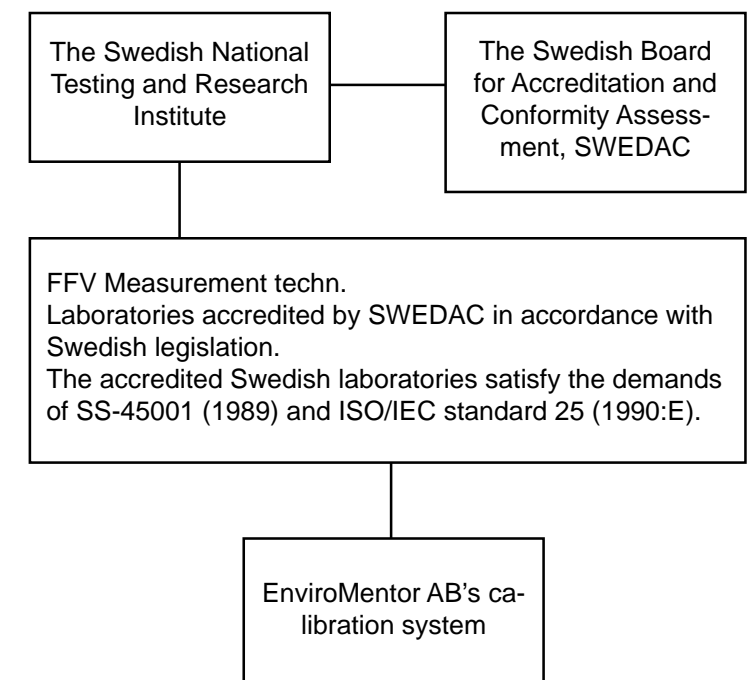 The Swedish National
Testing and Research
Institute
The Swedish Board
for Accreditation and
Conformity Assess-
ment, SWEDAC
FFV Measurement techn.
Laboratories accredited by SWEDAC in accordance with
Swedish legislation.
The accredited Swedish laboratories satisfy the demands
of SS-45001 (1989) and ISO/IEC standard 25 (1990:E).
EnviroMentor AB's ca-
libration system